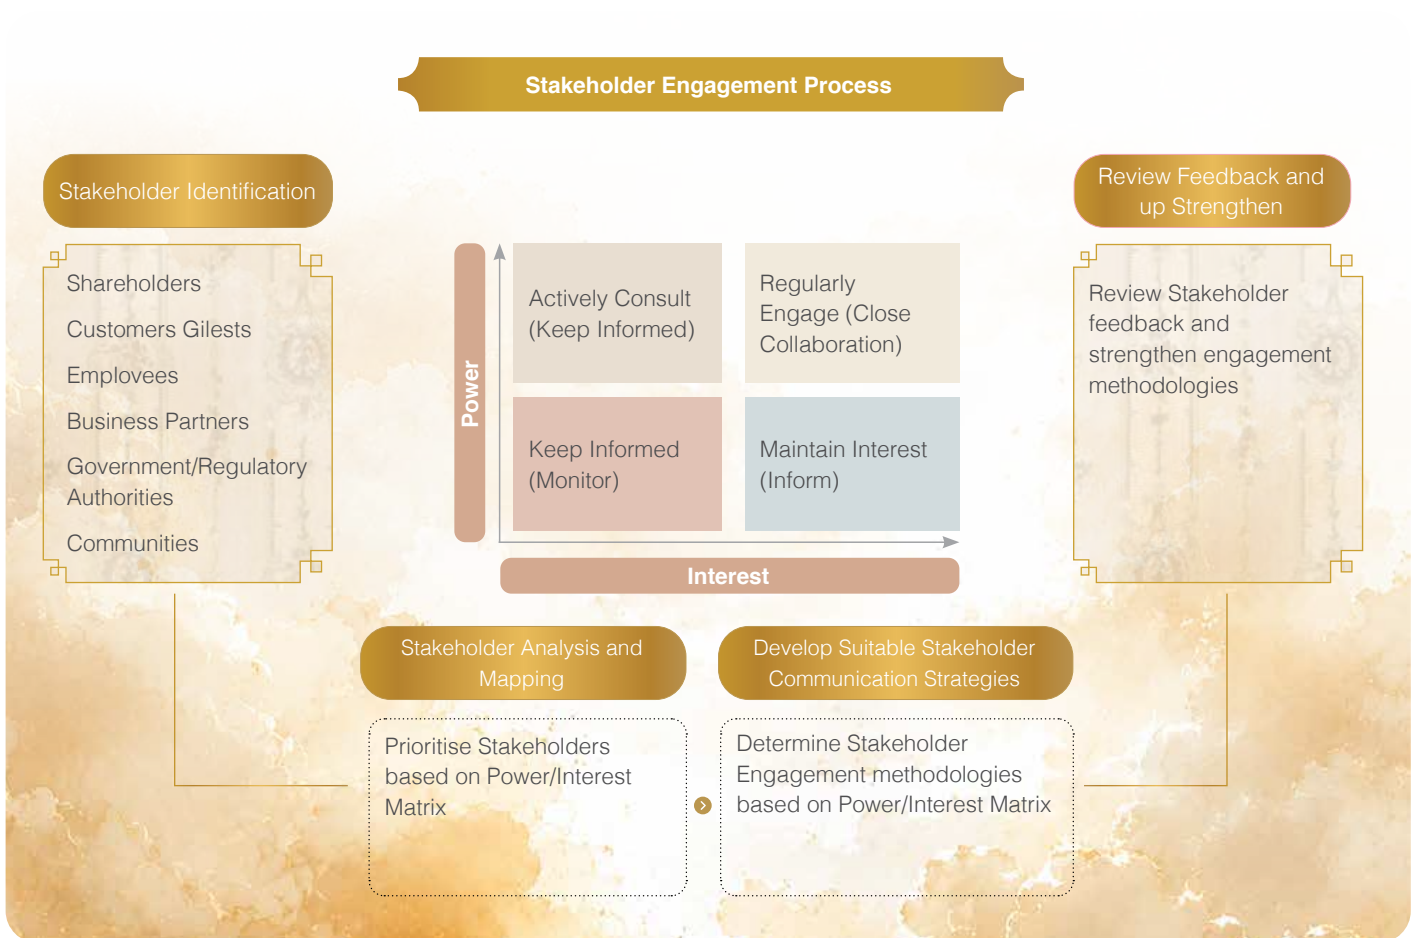 Stakeholder Engagement Process
Stakeholder Identification
Shareholders
Customers Gilests
Employees
Business Partners
Government/Regulatory
Authorities
Communities
Power
Actively Consult
(Keep Informed)
Regularly
Engage (Close
Collaboration)
Keep Informed
(Monitor)
Maintain Interest
(Inform)
Interest
Review Feedback and
up Strengthen
Review Stakeholder
feedback and
strengthen engagement
methodologies
Stakeholder Analysis and
Mapping
Prioritise Stakeholders
based on Power/Interest
Matrix
Develop Suitable Stakeholder
Communication Strategies
Determine Stakeholder
Engagement methodologies
based on Power/Interest Matrix